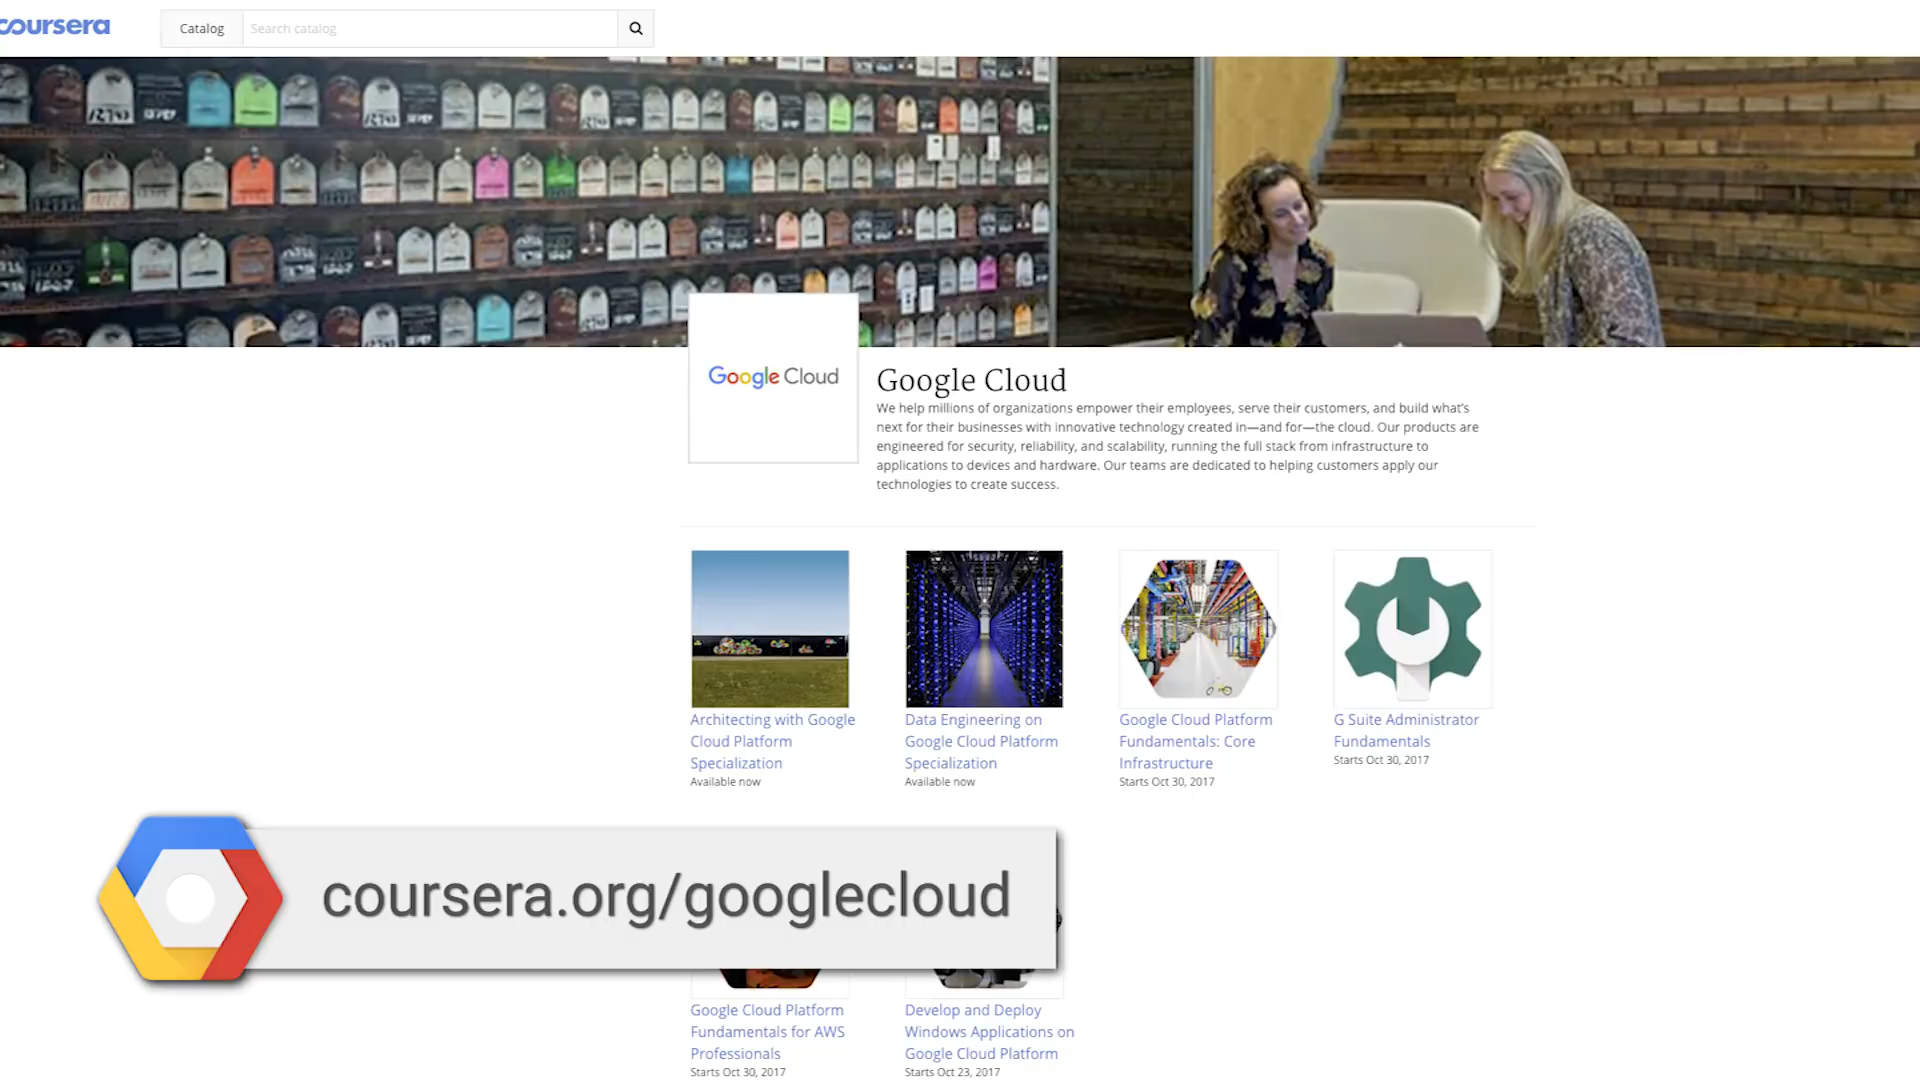 coursera
Catalog
Search catalog
Google Cloud
Google Cloud
We help millions of organizations empower their employees, serve their customers, and build what's
next for their businesses with innovative technology created in—and for—the cloud. Our products are
engineered for security, reliability, and scalability, running the full stack from infrastructure to
applications to devices and hardware. Our teams are dedicated to helping customers apply our
technologies to create success.
Architecting with Google
Cloud Platform
Specialization
Available now
Data Engineering on
Google Cloud Platform
Specialization
Available now
Google Cloud Platform
Fundamentals: Core
Infrastructure
Starts Oct 30, 2017
G Suite Administrator
Fundamentals
Starts Oct 30, 2017
coursera.org/googlecloud
Google Cloud Platform
Fundamentals for AWS
Professionals
Starts Oct 30, 2017
Develop and Deploy
Windows Applications on
Google Cloud Platform
Starts Oct 23, 2017